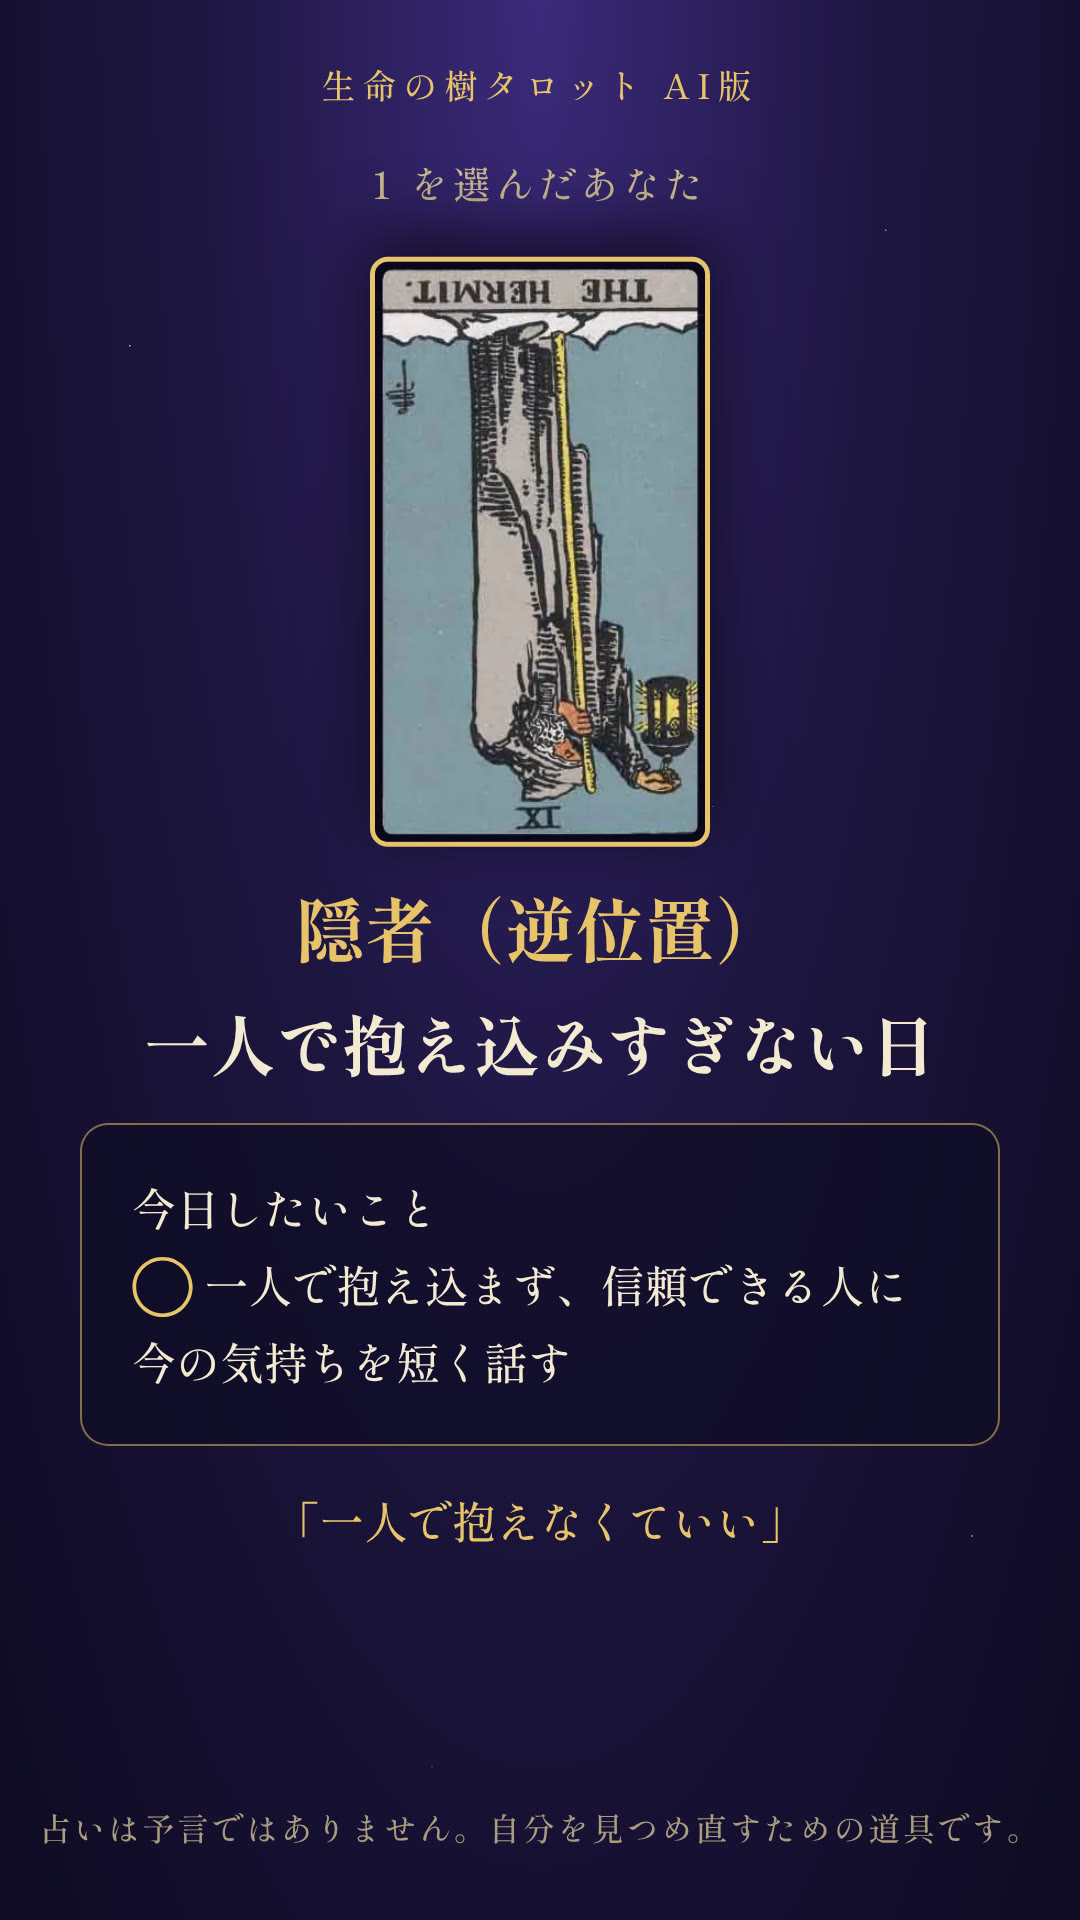 生命の樹タロット AI版
1 を選んだあなた
THE HERMIT.
IX
隠者（逆位置）
一人で抱え込みすぎない日
今日したいこと
◯一人で抱え込まず、信頼できる人に
今の気持ちを短く話す
「一人で抱えなくていい」
占いは予言ではありません。自分を見つめ直すための道具です。